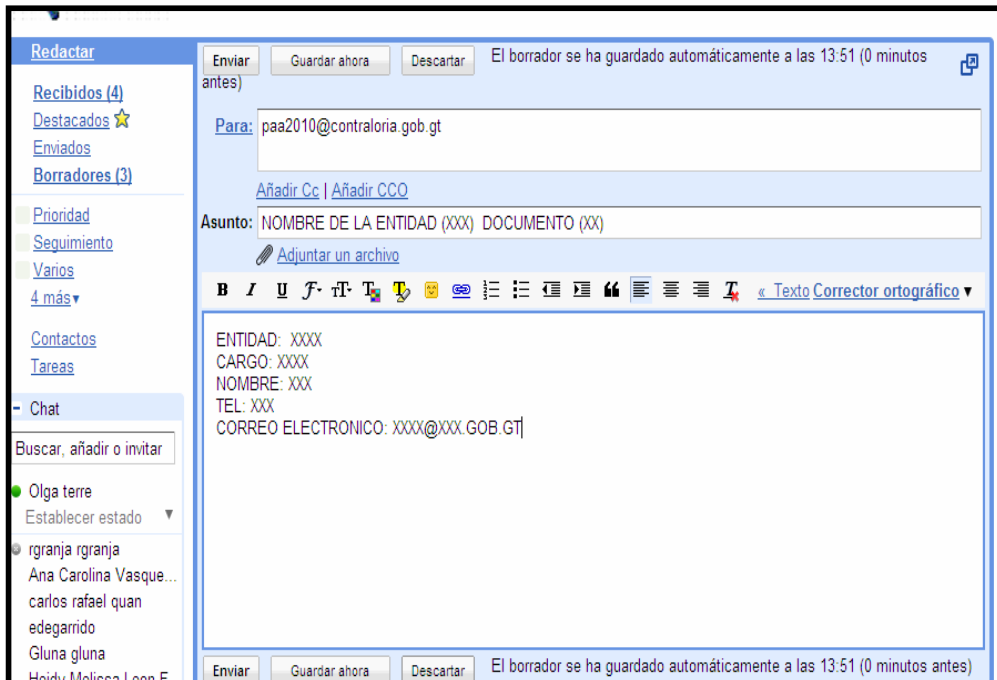 Redactar
Recibidos (4)
Destacados
Enviados
Borradores (3)
Prioridad
Seguimiento
Varios
4 más▾
Contactos
Tareas
– Chat
Buscar, añadir o invitar
Olga terre
Establecer estado ▼
rgranja rgranja
Ana Carolina Vasque...
carlos rafael quan
edegarrido
Gluna gluna
Heidy Melissa Leon F
Enviar Guardar ahora Descartar El borrador se ha guardado automáticamente a las 13:51 (0 minutos
antes)
Para: paa2010@contraloria.gob.gt
Añadir Cc | Añadir CCO
Asunto: NOMBRE DE LA ENTIDAD (XXX) DOCUMENTO (XX)
Adjuntar un archivo
B I U « Texto Corrector ortográfico ▼
ENTIDAD: XXXX
CARGO: XXXX
NOMBRE: XXX
TEL: XXX
CORREO ELECTRONICO: XXXX@XXX.GOB.GT
Enviar Guardar ahora Descartar El borrador se ha guardado automáticamente a las 13:51 (0 minutos antes)